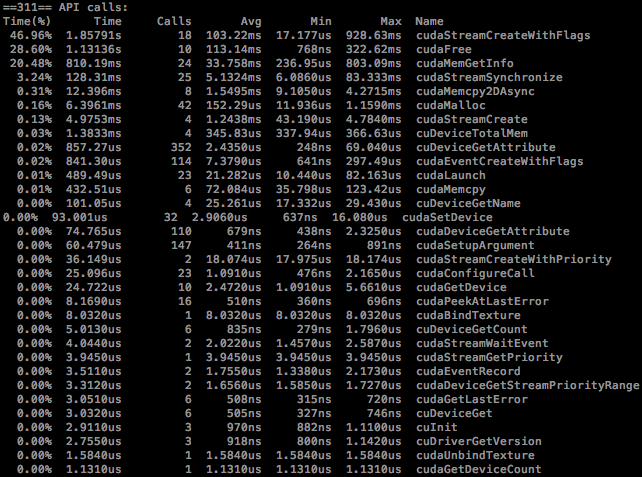 ==311== API calls:
Time(%) Time Calls Avg Min Max Name
46.96% 1.85791s 18 103.22ms 17.177us 928.63ms cudaStreamCreateWithFlags
28.60% 1.13136s 10 113.14ms 768ns 322.62ms cudaFree
20.48% 810.19ms 24 33.758ms 236.95us 803.09ms cudaMemGetInfo
3.24% 128.31ms 25 5.1324ms 6.0860us 83.333ms cudaStreamSynchronize
0.31% 12.396ms 8 1.5495ms 9.1050us 4.2715ms cudaMemcpy2DAsync
0.16% 6.3961ms 42 152.29us 11.936us 1.1590ms cudaMalloc
0.13% 4.9753ms 4 1.2438ms 43.190us 4.7840ms cudaStreamCreate
0.03% 1.3833ms 4 345.83us 337.94us 366.63us cuDeviceTotalMem
0.02% 857.27us 352 2.4350us 248ns 69.040us cuDeviceGetAttribute
0.02% 841.30us 114 7.3790us 641ns 297.49us cudaEventCreateWithFlags
0.01% 489.49us 23 21.282us 10.440us 82.163us cudaLaunch
0.01% 432.51us 6 72.084us 35.798us 123.42us cudaMemcpy
0.00% 101.05us 4 25.261us 17.332us 29.430us cuDeviceGetName
0.00% 93.001us 32 2.9060us 637ns 16.080us cudaSetDevice
0.00% 74.765us 110 679ns 438ns 2.3250us cudaDeviceGetAttribute
0.00% 60.479us 147 411ns 264ns 891ns cudaSetupArgument
0.00% 36.149us 2 18.074us 17.975us 18.174us cudaStreamCreateWithPriority
0.00% 25.096us 23 1.0910us 476ns 2.1650us cudaConfigureCall
0.00% 24.722us 10 2.4720us 1.0910us 5.6610us cudaGetDevice
0.00% 8.1690us 16 510ns 360ns 696ns cudaPeekAtLastError
0.00% 8.0320us 1 8.0320us 8.0320us 8.0320us cudaBindTexture
0.00% 5.0130us 6 835ns 279ns 1.7960us cuDeviceGetCount
0.00% 4.0440us 2 2.0220us 1.4570us 2.5870us cudaStreamWaitEvent
0.00% 3.9450us 1 3.9450us 3.9450us 3.9450us cudaStreamGetPriority
0.00% 3.5110us 2 1.7550us 1.3380us 2.1730us cudaEventRecord
0.00% 3.3120us 2 1.6560us 1.5850us 1.7270us cudaDeviceGetStreamPriorityRange
0.00% 3.0510us 6 508ns 315ns 720ns cudaGetLastError
0.00% 3.0320us 6 505ns 327ns 746ns cuDeviceGet
0.00% 2.9110us 3 970ns 882ns 1.1100us cuInit
0.00% 2.7550us 3 918ns 800ns 1.1420us cuDriverGetVersion
0.00% 1.5840us 1 1.5840us 1.5840us 1.5840us cudaUnbindTexture
0.00% 1.1310us 1 1.1310us 1.1310us 1.1310us cudaGetDeviceCount